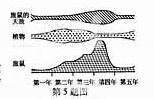 旅鼠的
天敌
植物
旅鼠
第一年 第二年 第三年 第四年 第五年
第5题图